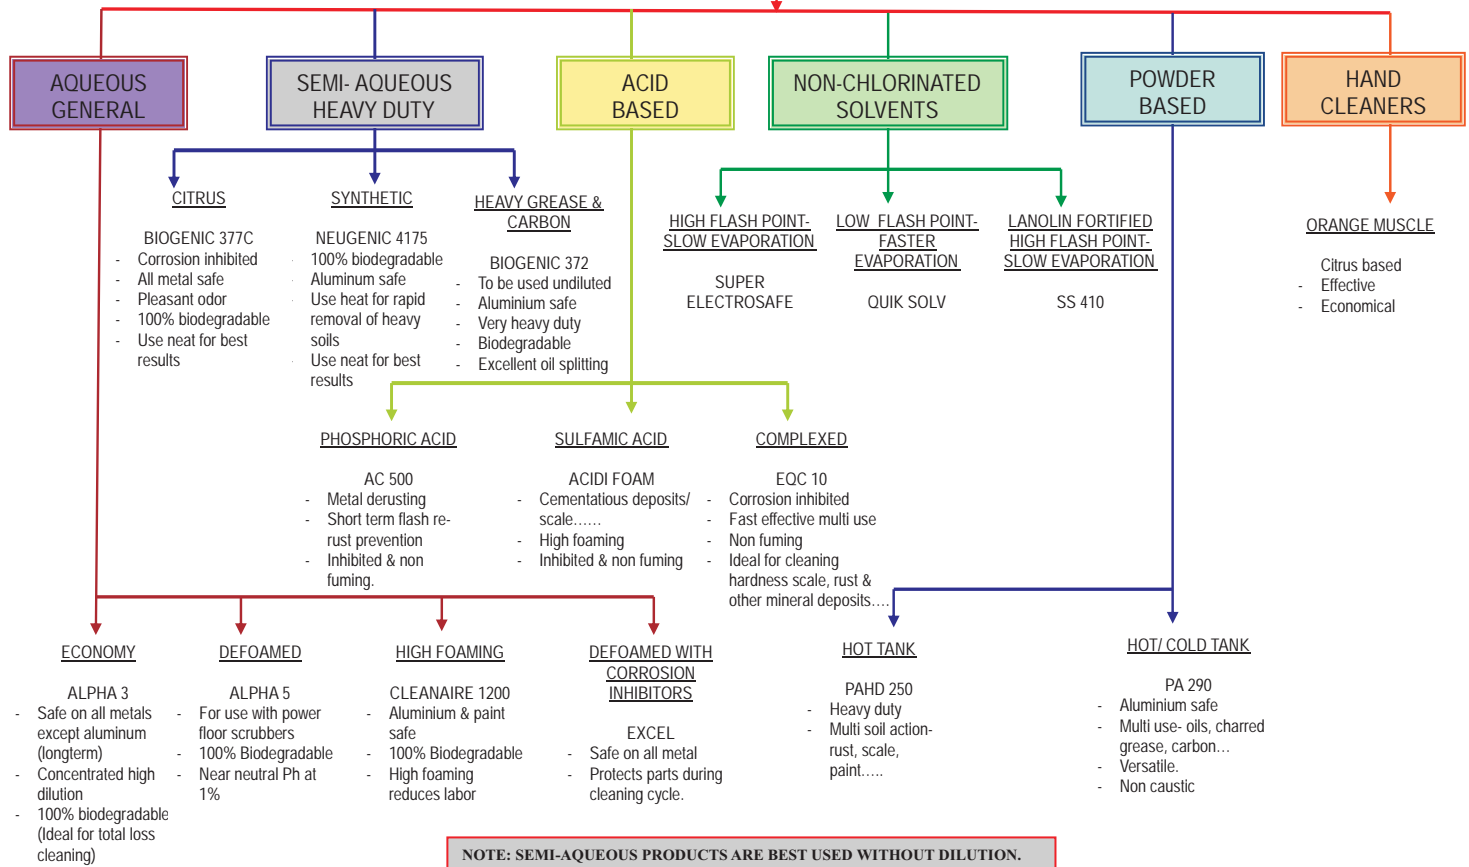 AQUEOUS
GENERAL
SEMI- AQUEOUS
HEAVY DUTY
ACID
BASED
NON-CHLORINATED
SOLVENTS
POWDER
BASED
HAND
CLEANERS
CITRUS
BIOGENIC 377C
- Corrosion inhibited
- All metal safe
- Pleasant odor
- 100% biodegradable
- Use neat for best
results
SYNTHETIC
NEUGENIC 4175
- 100% biodegradable
- Aluminum safe
- Use heat for rapid
removal of heavy
soils
- Use neat for best
results
HEAVY GREASE &
CARBON
BIOGENIC 372
- To be used undiluted
- Aluminium safe
- Very heavy duty
- Biodegradable
- Excellent oil splitting
HIGH FLASH POINT-
SLOW EVAPORATION
SUPER
ELECTROSAFE
LOW FLASH POINT-
FASTER
EVAPORATION
QUIK SOLV
LANOLIN FORTIFIED
HIGH FLASH POINT-
SLOW EVAPORATION
SS 410
ORANGE MUSCLE
Citrus based
- Effective
- Economical
PHOSPHORIC ACID
AC 500
- Metal derusting
- Short term flash re-
rust prevention
- Inhibited & non
fuming.
SULFAMIC ACID
ACIDI FOAM
- Cementatious deposits/
scale......
- High foaming
- Inhibited & non fuming
COMPLEXED
EQC 10
- Corrosion inhibited
- Fast effective multi use
- Non fuming
- Ideal for cleaning
hardness scale, rust &
other mineral deposits....
ECONOMY
ALPHA 3
- Safe on all metals
except aluminum
(longterm)
- Concentrated high
dilution
- 100% biodegradable
(Ideal for total loss
cleaning)
DEFOAMED
ALPHA 5
- For use with power
floor scrubbers
- 100% Biodegradable
- Near neutral Ph at
1%
HIGH FOAMING
CLEANAIRE 1200
- Aluminium & paint
safe
- 100% Biodegradable
- High foaming
reduces labor
DEFOAMED WITH
CORROSION
INHIBITORS
EXCEL
- Safe on all metal
- Protects parts during
cleaning cycle.
HOT TANK
PAHD 250
- Heavy duty
- Multi soil action-
rust, scale,
paint.....
HOT/ COLD TANK
PA 290
- Aluminium safe
- Multi use- oils, charred
grease, carbon...
- Versatile.
- Non caustic
NOTE: SEMI-AQUEOUS PRODUCTS ARE BEST USED WITHOUT DILUTION.